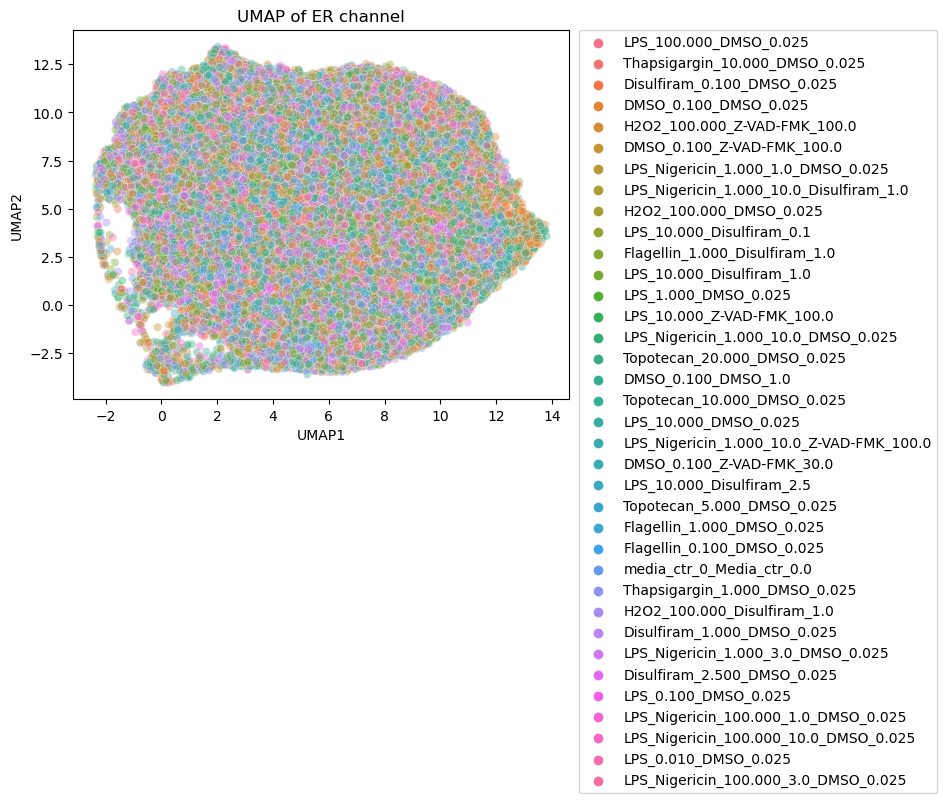 UMAP of ER channel
12.5
10.0
7.5
5.0
2.5
0.0
−2.5
UMAP2
−2 0 2 4 6 8 10 12 14
UMAP1
LPS_100.000_DMSO_0.025
Thapsigargin_10.000_DMSO_0.025
Disulfiram_0.100_DMSO_0.025
DMSO_0.100_DMSO_0.025
H2O2_100.000_Z-VAD-FMK_100.0
DMSO_0.100_Z-VAD-FMK_100.0
LPS_Nigericin_1.000_1.0_DMSO_0.025
LPS_Nigericin_1.000_10.0_Disulfiram_1.0
H2O2_100.000_DMSO_0.025
LPS_10.000_Disulfiram_0.1
Flagellin_1.000_Disulfiram_1.0
LPS_10.000_Disulfiram_1.0
LPS_1.000_DMSO_0.025
LPS_10.000_Z-VAD-FMK_100.0
LPS_Nigericin_1.000_10.0_DMSO_0.025
Topotecan_20.000_DMSO_0.025
DMSO_0.100_DMSO_1.0
Topotecan_10.000_DMSO_0.025
LPS_10.000_DMSO_0.025
LPS_Nigericin_1.000_10.0_Z-VAD-FMK_100.0
DMSO_0.100_Z-VAD-FMK_30.0
LPS_10.000_Disulfiram_2.5
Topotecan_5.000_DMSO_0.025
Flagellin_1.000_DMSO_0.025
Flagellin_0.100_DMSO_0.025
media_ctr_0_Media_ctr_0.0
Thapsigargin_1.000_DMSO_0.025
H2O2_100.000_Disulfiram_1.0
Disulfiram_1.000_DMSO_0.025
LPS_Nigericin_1.000_3.0_DMSO_0.025
Disulfiram_2.500_DMSO_0.025
LPS_0.100_DMSO_0.025
LPS_Nigericin_100.000_1.0_DMSO_0.025
LPS_Nigericin_100.000_10.0_DMSO_0.025
LPS_0.010_DMSO_0.025
LPS_Nigericin_100.000_3.0_DMSO_0.025